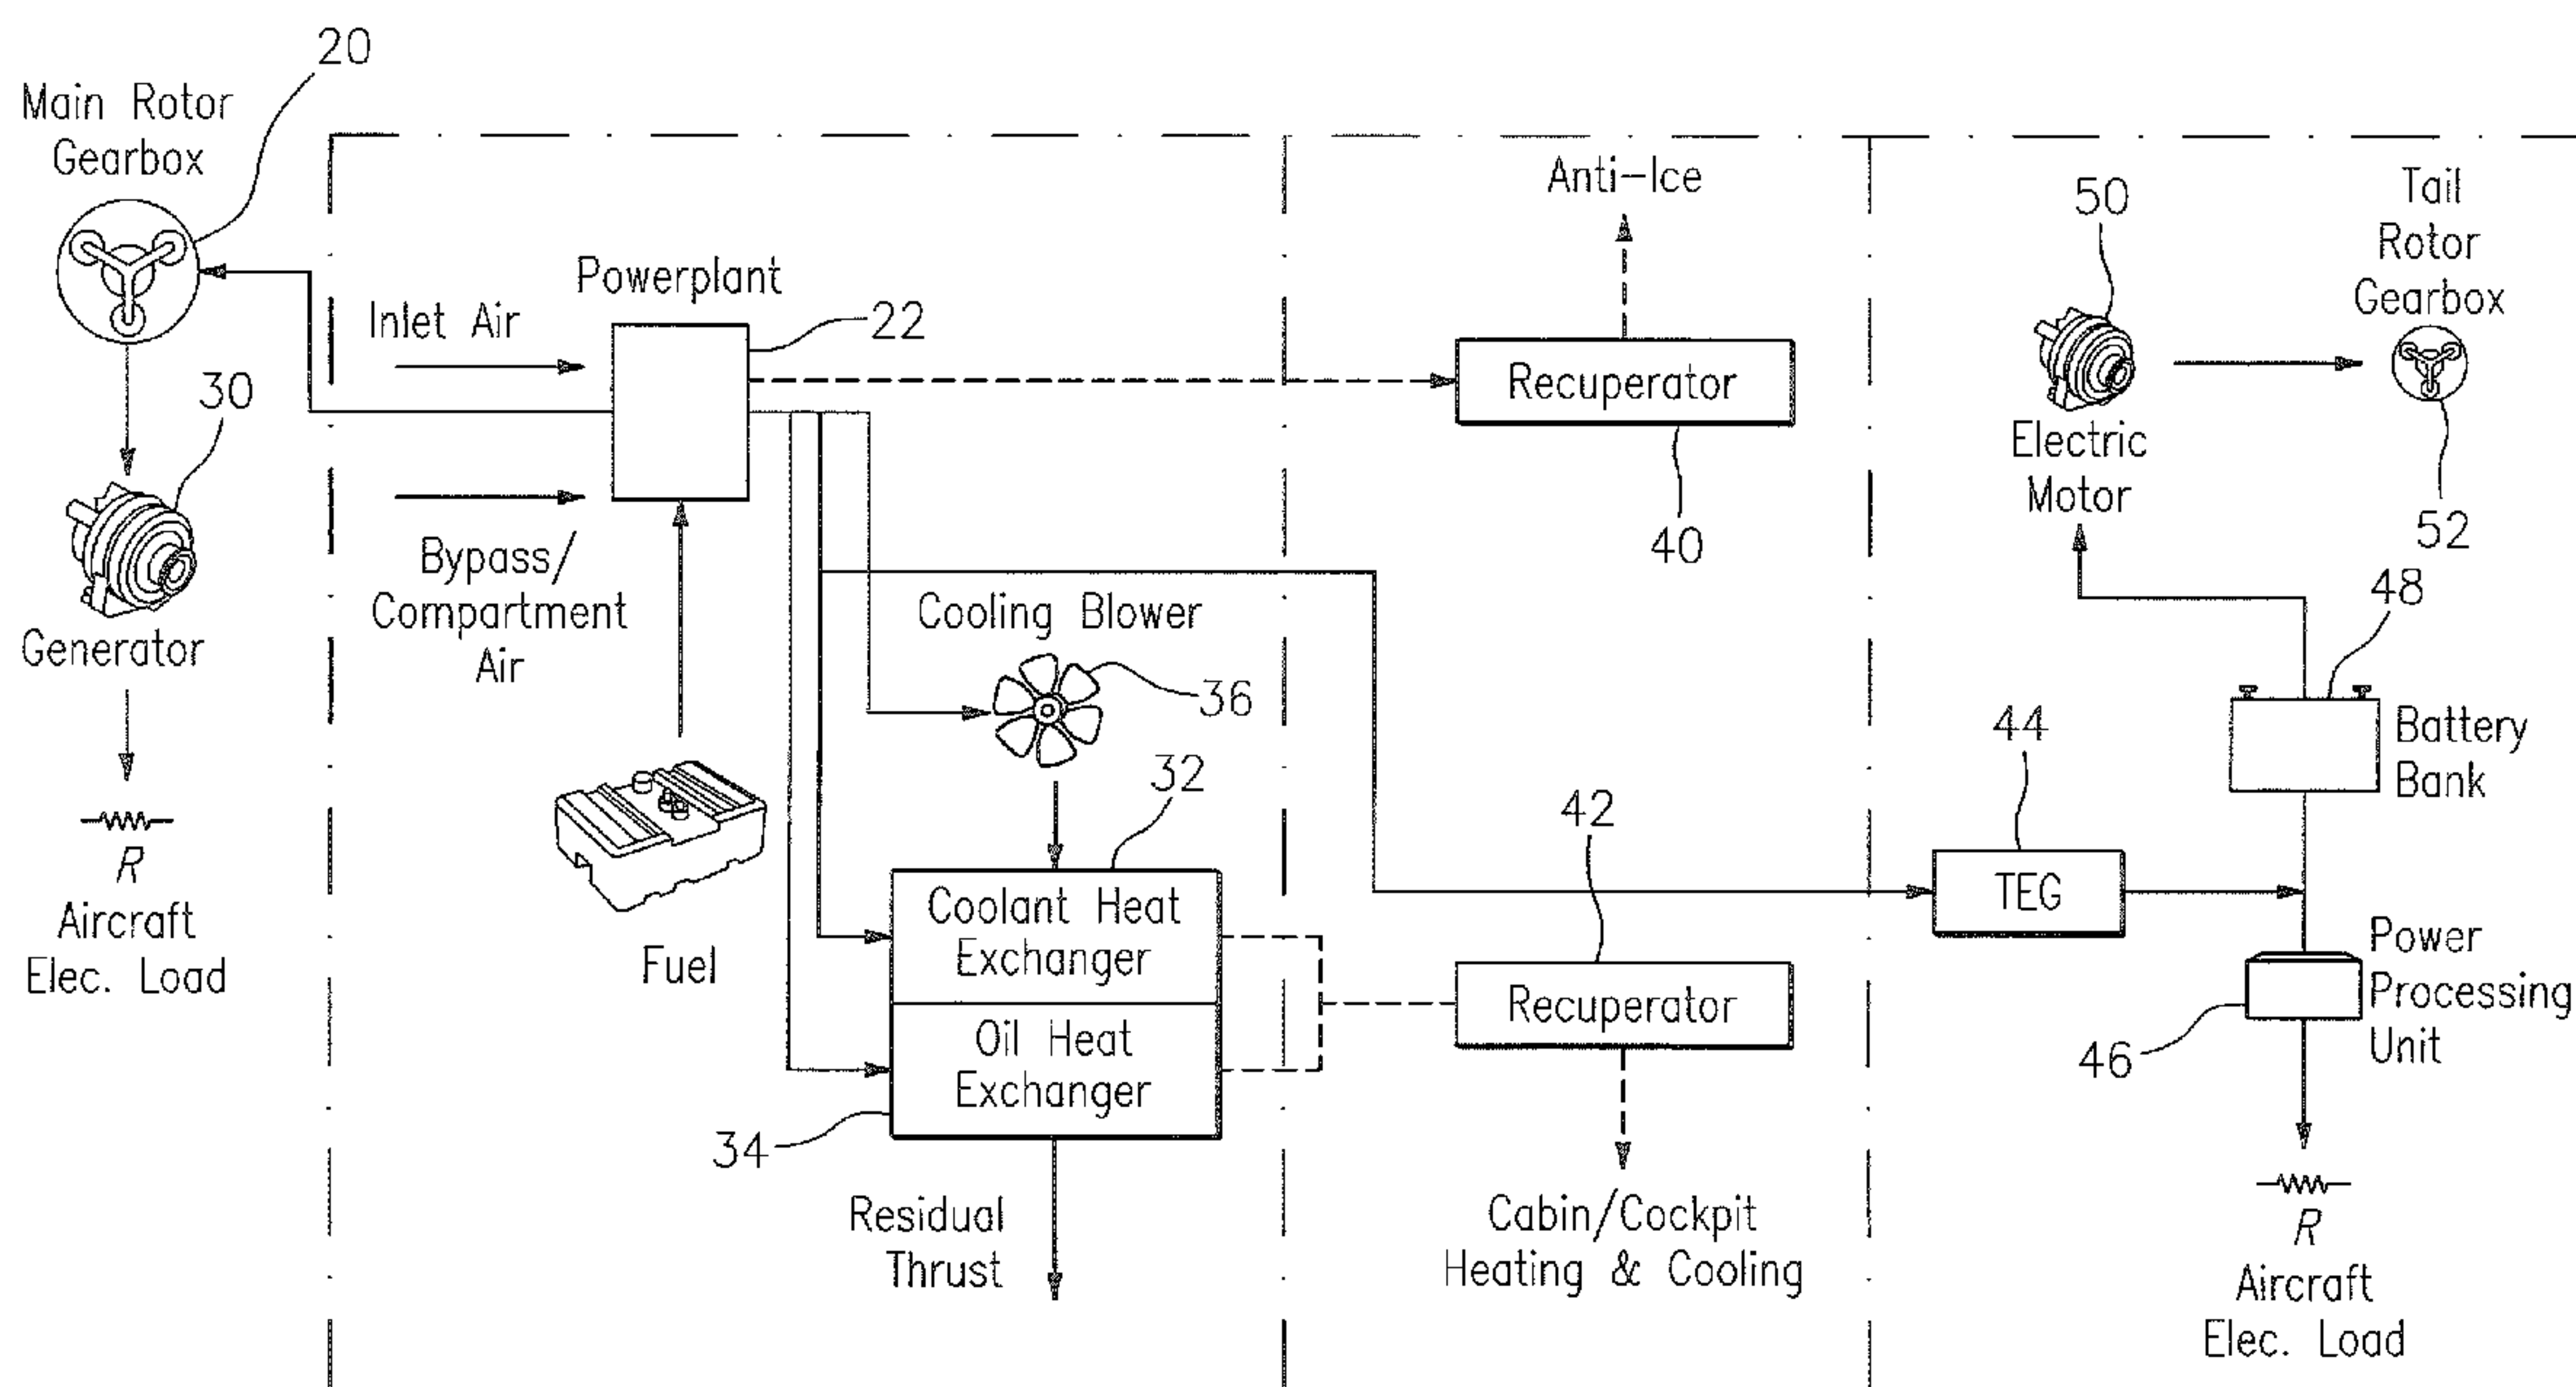 20
Main Rotor
Gearbox
30
Generator
R
Aircraft
Elec. Load
Inlet Air
Powerplant
22
Bypass/
Compartment
Air
Fuel
Cooling Blower
36
32
Coolant Heat
Exchanger
Oil Heat
Exchanger
34
Residual
Thrust
Anti-Ice
Recuperator
40
42
Recuperator
Cabin/Cockpit
Heating & Cooling
50
Electric
Motor
Tail
Rotor
Gearbox
52
48
Battery
Bank
44
TEG
Power
Processing
Unit
46
R
Aircraft
Elec. Load